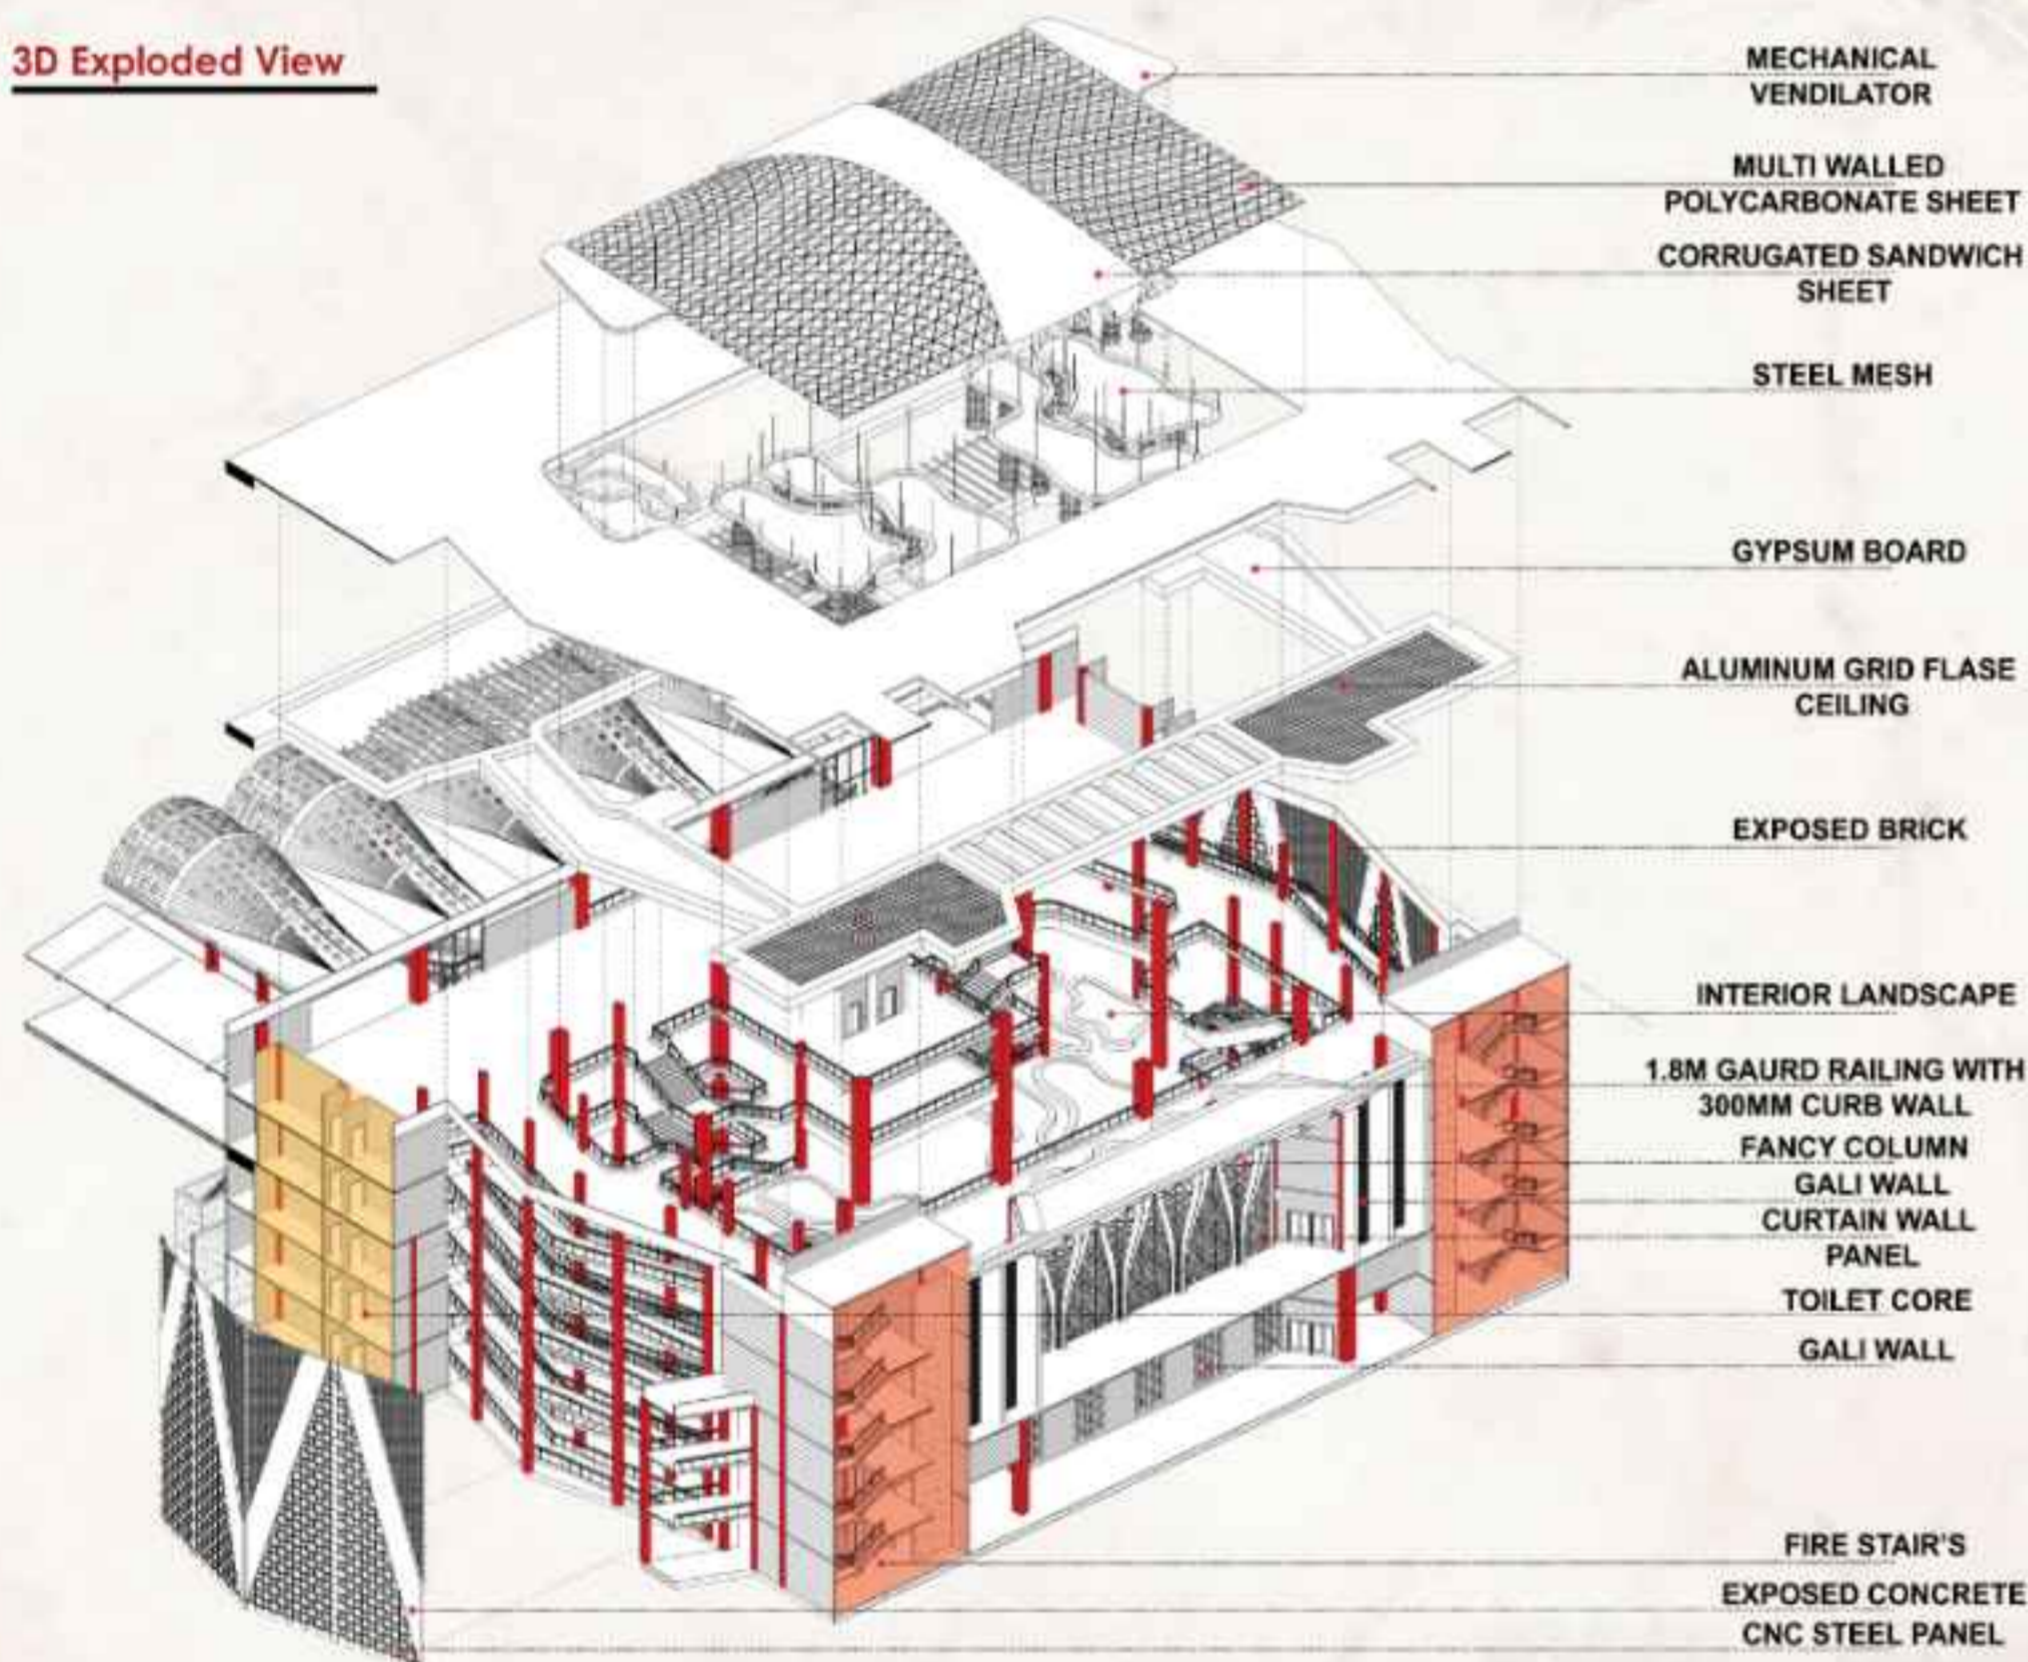 3D Exploded View
MECHANICAL
VENDILATOR
MULTI WALLED
POLYCARBONATE SHEET
CORRUGATED SANDWICH
SHEET
STEEL MESH
GYPSUM BOARD
ALUMINUM GRID FLASE
CEILING
EXPOSED BRICK
INTERIOR LANDSCAPE
1.8M GAURD RAILING WITH
300MM CURB WALL
FANCY COLUMN
GALI WALL
CURTAIN WALL
PANEL
TOILET CORE
GALI WALL
FIRE STAIR'S
EXPOSED CONCRETE
CNC STEEL PANEL